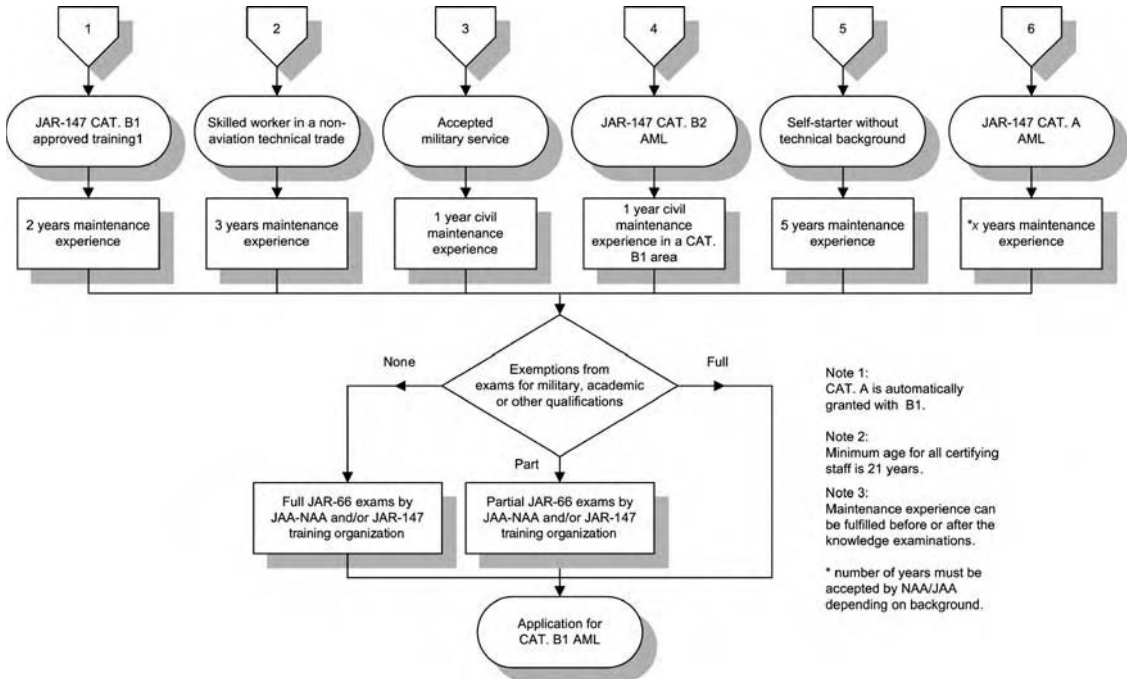 1
2
3
4
5
6
JAR-147 CAT. B1
approved training1
Skilled worker in a non-
aviation technical trade
Accepted
military service
JAR-147 CAT. B2
AML
Self-starter without
technical background
JAR-147 CAT. A
AML
2 years maintenance
experience
3 years maintenance
experience
1 year civil
maintenance
experience
1 year civil
maintenance
experience in a CAT.
B1 area
5 years maintenance
experience
*x years maintenance
experience
None
Exemptions from
exams for military, academic
or other qualifications
Full
Part
Full JAR-66 exams by
JAA-NAA and/or JAR-147
training organization
Partial JAR-66 exams by
JAA-NAA and/or JAR-147
training organization
Application for
CAT. B1 AML
Note 1:
CAT. A is automatically
granted with B1.
Note 2:
Minimum age for all certifying
staff is 21 years.
Note 3:
Maintenance experience can
be fulfilled before or after the
knowledge examinations.
* number of years must be
accepted by NAA/JAA
depending on background.